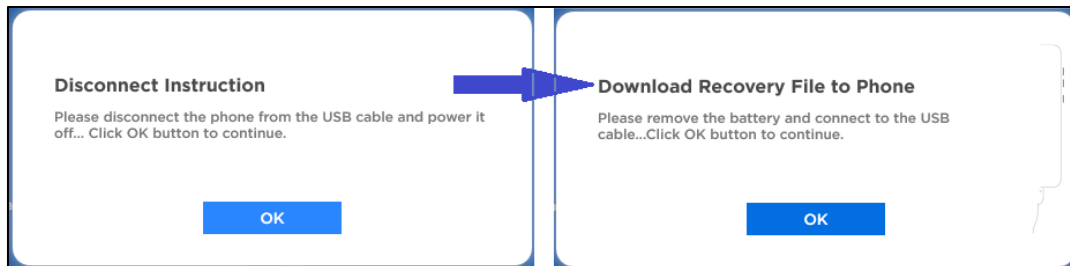 Disconnect Instruction
Please disconnect the phone from the USB cable and power it
off... Click OK button to continue.
OK
Download Recovery File to Phone
Please remove the battery and connect to the USB
cable...Click OK button to continue.
OK